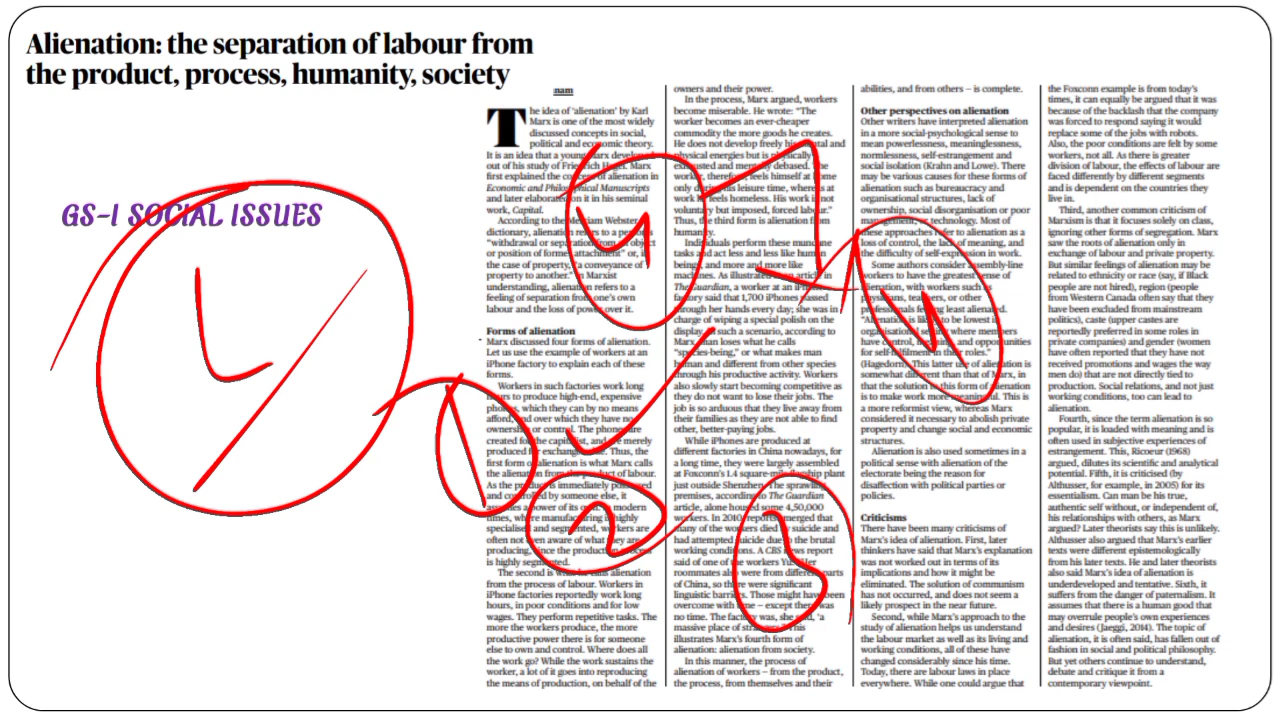 Alienation: the separation of labour from
the product, process, humanity, society
GS-I SOCIAL ISSUES
nam
The idea of 'alienation' by Karl
Marx is one of the most widely
discussed concepts in social,
political and economic theory.
It is an idea that a young Marx developed
out of his study of Friedrich Hegel. Marx
first explained the concept of alienation in
Economic and Philosophical Manuscripts
and later elaborated on it in his seminal
work, Capital.
According to the Merriam Webster
dictionary, alienation refers to a person's
"withdrawal or separation from an object
or position of former attachment" or, in
the case of property, "a conveyance of
property to another." In Marxist
understanding, alienation refers to a
feeling of separation from one's own
labour and the loss of power over it.
Forms of alienation
Marx discussed four forms of alienation.
Let us use the example of workers at an
iPhone factory to explain each of these
forms.
Workers in such factories work long
hours to produce high-end, expensive
phones, which they can by no means
afford, and over which they have no
ownership or control. The phones are
created for the capitalist, and are merely
produced for exchange value. Thus, the
first form of alienation is what Marx calls
the alienation from the product of labour.
As the product is immediately possessed
and controlled by someone else, it
assumes a power of its own. In modern
times, where manufacturing is highly
specialised and segmented, workers are
often not even aware of what they are
producing, since the production process
is highly segmented.
The second is what he calls alienation
from the process of labour. Workers in
iPhone factories reportedly work long
hours, in poor conditions and for low
wages. They perform repetitive tasks. The
more the workers produce, the more
productive power there is for someone
else to own and control. Where does all
the work go? While the work sustains the
worker, a lot of it goes into reproducing
the means of production, on behalf of the
owners and their power.
In the process, Marx argued, workers
become miserable. He wrote: "The
worker becomes an ever-cheaper
commodity the more goods he creates.
He does not develop freely his mental and
physical energies but is physically
exhausted and mentally debased. The
worker, therefore, feels himself at home
only during his leisure time, whereas at
work he feels homeless. His work is not
voluntary but imposed, forced labour."
Thus, the third form is alienation from
humanity.
Individuals perform these mundane
tasks and act less and less like human
beings, and more and more like
machines. As illustrated in an article in
The Guardian, a worker at an iPhone
factory said that 1,700 iPhones passed
through her hands every day; she was in
charge of wiping a special polish on the
display. In such a scenario, according to
Marx, man loses what he calls
"species-being," or what makes man
human and different from other species
through his productive activity. Workers
also slowly start becoming competitive as
they do not want to lose their jobs. The
job is so arduous that they live away from
their families as they are not able to find
other, better-paying jobs.
While iPhones are produced at
different factories in China nowadays, for
a long time, they were largely assembled
at Foxconn's 1.4 square-mile flagship plant
just outside Shenzhen. The sprawling
premises, according to The Guardian
article, alone housed some 4,50,000
workers. In 2010, reports emerged that
many of the workers died by suicide and
had attempted suicide due to the brutal
working conditions. A CBS news report
said of one of the workers Yu: "Her
roommates also were from different parts
of China, so there were significant
linguistic barriers. Those might have been
overcome with time – except there was
no time. The factory was, she said, 'a
massive place of strangers.'" This
illustrates Marx's fourth form of
alienation: alienation from society.
In this manner, the process of
alienation of workers – from the product,
the process, from themselves and their
abilities, and from others – is complete.
Other perspectives on alienation
Other writers have interpreted alienation
in a more social-psychological sense to
mean powerlessness, meaninglessness,
normlessness, self-estrangement and
social isolation (Krahn and Lowe). There
may be various causes for these forms of
alienation such as bureaucracy and
organisational structures, lack of
ownership, social disorganisation or poor
management, or technology. Most of
these approaches refer to alienation as a
loss of control, the lack of meaning, and
the difficulty of self-expression in work.
Some authors consider assembly-line
workers to have the greatest sense of
alienation, with workers such as
physicians, teachers, or other
professionals feeling least alienated.
"Alienation is likely to be lowest in
organisational setting where members
have control, meaning, and opportunities
for self-fulfilment in their roles."
(Hagedorn). This latter use of alienation is
somewhat different than that of Marx, in
that the solution to this form of alienation
is to make work more meaningful. This is
a more reformist view, whereas Marx
considered it necessary to abolish private
property and change social and economic
structures.
Alienation is also used sometimes in a
political sense with alienation of the
electorate being the reason for
disaffection with political parties or
policies.
Criticisms
There have been many criticisms of
Marx's idea of alienation. First, later
thinkers have said that Marx's explanation
was not worked out in terms of its
implications and how it might be
eliminated. The solution of communism
has not occurred, and does not seem a
likely prospect in the near future.
Second, while Marx's approach to the
study of alienation helps us understand
the labour market as well as its living and
working conditions, all of these have
changed considerably since his time.
Today, there are labour laws in place
everywhere. While one could argue that
the Foxconn example is from today's
times, it can equally be argued that it was
because of the backlash that the company
was forced to respond saying it would
replace some of the jobs with robots.
Also, the poor conditions are felt by some
workers, not all. As there is greater
division of labour, the effects of labour are
faced differently by different segments
and is dependent on the countries they
live in.
Third, another common criticism of
Marxism is that it focuses solely on class,
ignoring other forms of segregation. Marx
saw the roots of alienation only in
exchange of labour and private property.
But similar feelings of alienation may be
related to ethnicity or race (say, if Black
people are not hired), region (people
from Western Canada often say that they
have been excluded from mainstream
politics), caste (upper castes are
reportedly preferred in some roles in
private companies) and gender (women
have often reported that they have not
received promotions and wages the way
men do) that are not directly tied to
production. Social relations, and not just
working conditions, too can lead to
alienation.
Fourth, since the term alienation is so
popular, it is loaded with meaning and is
often used in subjective experiences of
estrangement. This, Ricoeur (1968)
argued, dilutes its scientific and analytical
potential. Fifth, it is criticised (by
Althusser, for example, in 2005) for its
essentialism. Can man be his true,
authentic self without, or independent of,
his relationships with others, as Marx
argued? Later theorists say this is unlikely.
Althusser also argued that Marx's earlier
texts were different epistemologically
from his later texts. He and later theorists
also said Marx's idea of alienation is
underdeveloped and tentative. Sixth, it
suffers from the danger of paternalism. It
assumes that there is a human good that
may overrule people's own experiences
and desires (Jaeggi, 2014). The topic of
alienation, it is often said, has fallen out of
fashion in social and political philosophy.
But yet others continue to understand,
debate and critique it from a
contemporary viewpoint.